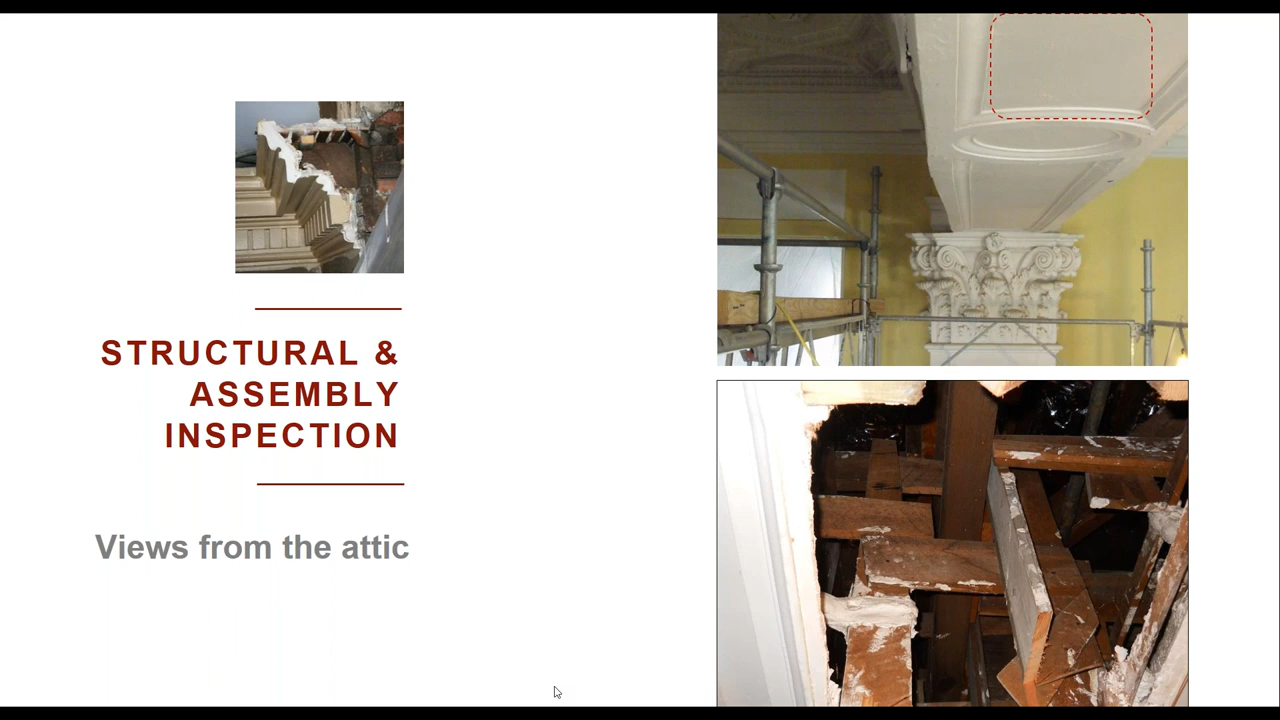 STRUCTURAL &
ASSEMBLY
INSPECTION
Views from the attic